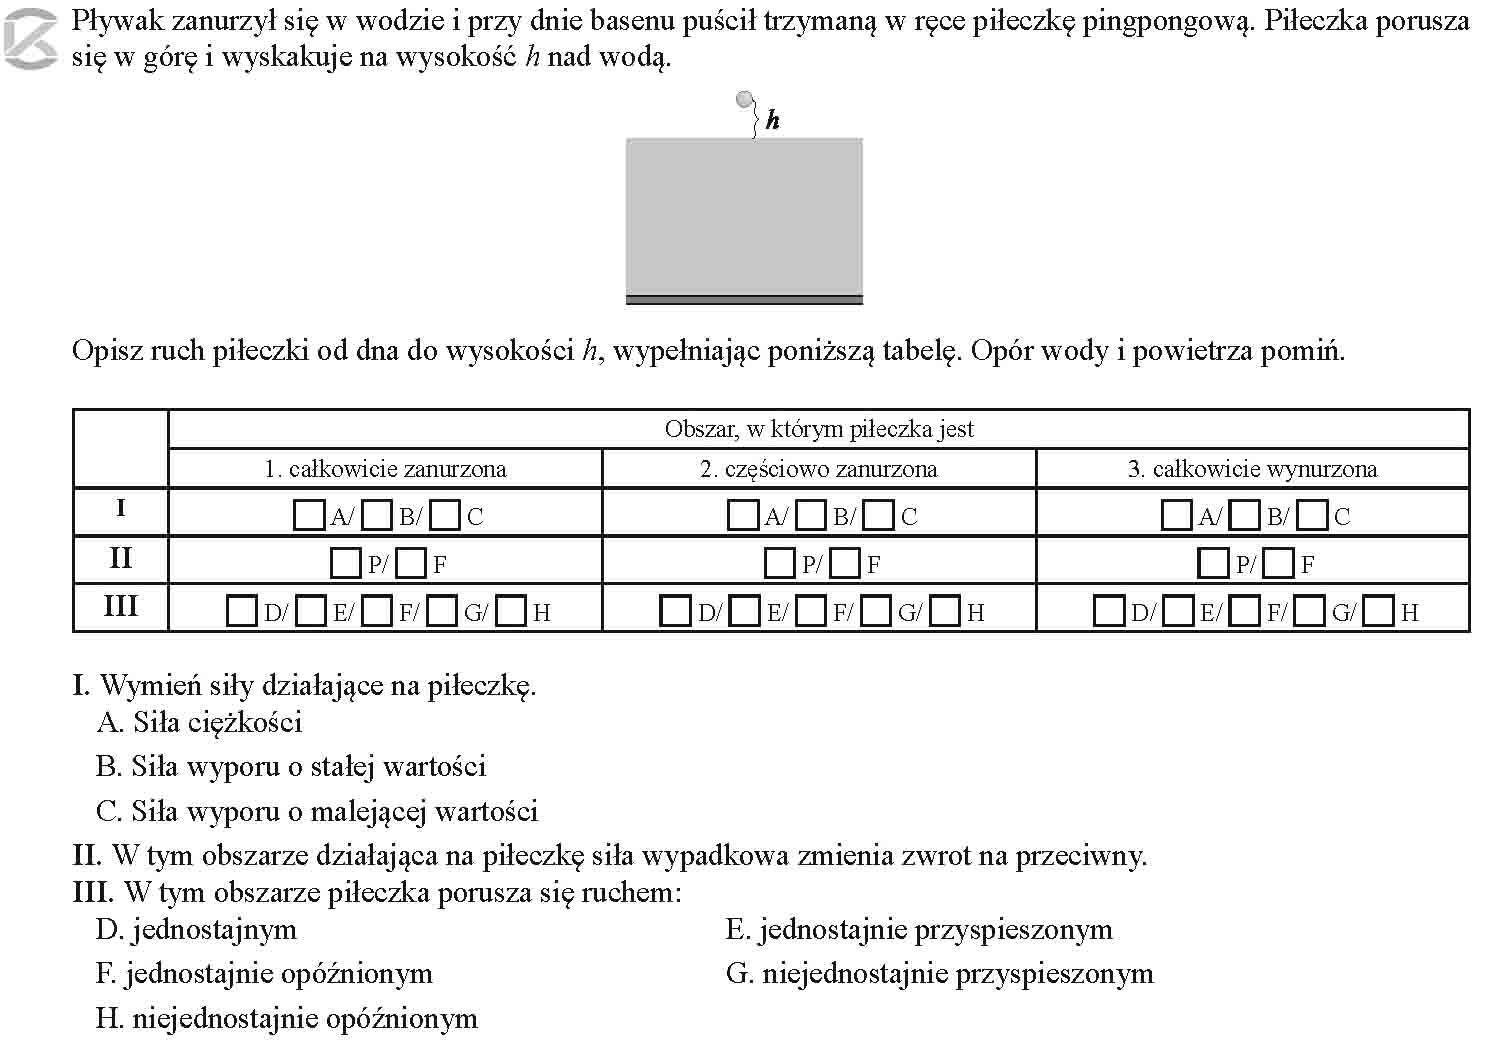 Pływak zanurzył się w wodzie i przy dnie basenu puścił trzymaną w ręce piłeczkę pingpongową. Piłeczka porusza
się w górę i wyskakuje na wysokość h nad wodą.
h
Opisz ruch piłeczki od dna do wysokości h, wypełniając poniższą tabelę. Opór wody i powietrza pomiń.
Obszar, w którym piłeczka jest
1. całkowicie zanurzona 2. częściowo zanurzona 3. całkowicie wynurzona
I □ A/ □ B/ □ C □ A/ □ B/ □ C □ A/ □ B/ □ C
II □ P/ □ F □ P/ □ F □ P/ □ F
III □ D/ □ E/ □ F/ □ G/ □ H □ D/ □ E/ □ F/ □ G/ □ H □ D/ □ E/ □ F/ □ G/ □ H
I. Wymień siły działające na piłeczkę.
A. Siła ciężkości
B. Siła wyporu o stałej wartości
C. Siła wyporu o malejącej wartości
II. W tym obszarze działająca na piłeczkę siła wypadkowa zmienia zwrot na przeciwny.
III. W tym obszarze piłeczka porusza się ruchem:
D. jednostajnym E. jednostajnie przyspieszonym
F. jednostajnie opóźnionym G. niejednostajnie przyspieszonym
H. niejednostajnie opóźnionym